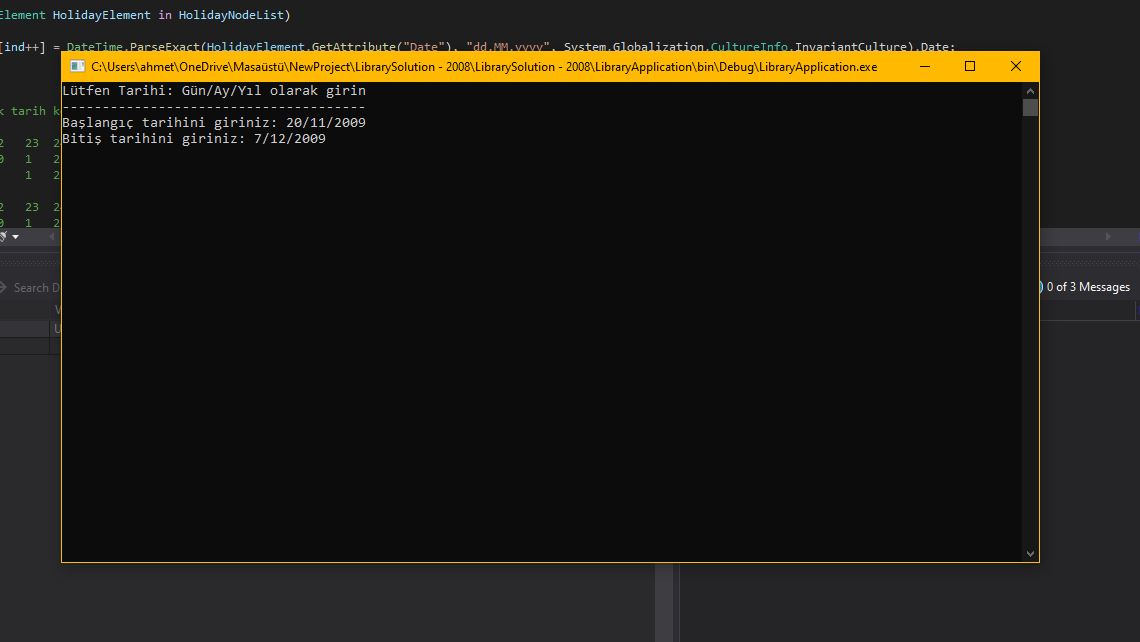 Element HolidayElement in HolidayNodeList)
[ind++] = DateTime.ParseExact(HolidayElement.GetAttribute("Date"), "dd.MM.yyyy", System.Globalization.CultureInfo.InvariantCulture).Date;
C:\Users\ahmet\OneDrive\Masaüstü\NewProject\LibrarySolution - 2008\LibrarySolution - 2008\LibraryApplication\bin\Debug\LibraryApplication.exe
Lütfen Tarihi: Gün/Ay/Yıl olarak girin
--------------------------------------
Başlangıç tarihini giriniz: 20/11/2009
Bitiş tarihini giriniz: 7/12/2009
k tarih k
2 23 2
0 1 2
1 2
2 23 2
0 1 2
Search D
0 of 3 Messages